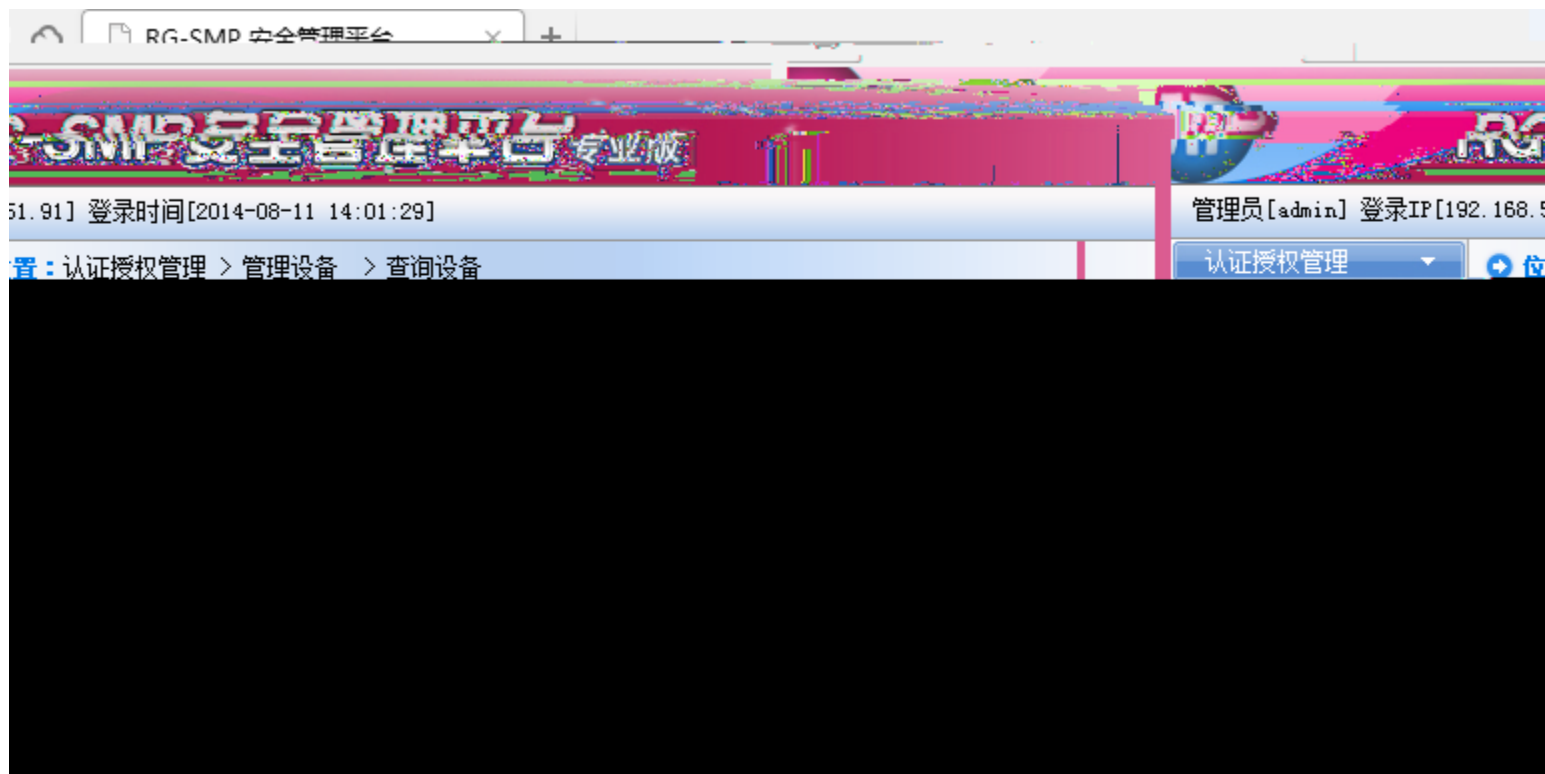 RG-SMP 安全管理平台
-SMP安全管理平台专业版
RG
51.91] 登录时间[2014-08-11 14:01:29]
管理员[admin] 登录IP[192.168.5
置：认证授权管理 > 管理设备 > 查询设备
认证授权管理
位